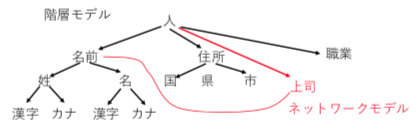 階層モデル
人
名前 住所 職業
姓 名 国 県 市 上司
漢字 カナ 漢字 カナ ネットワークモデル